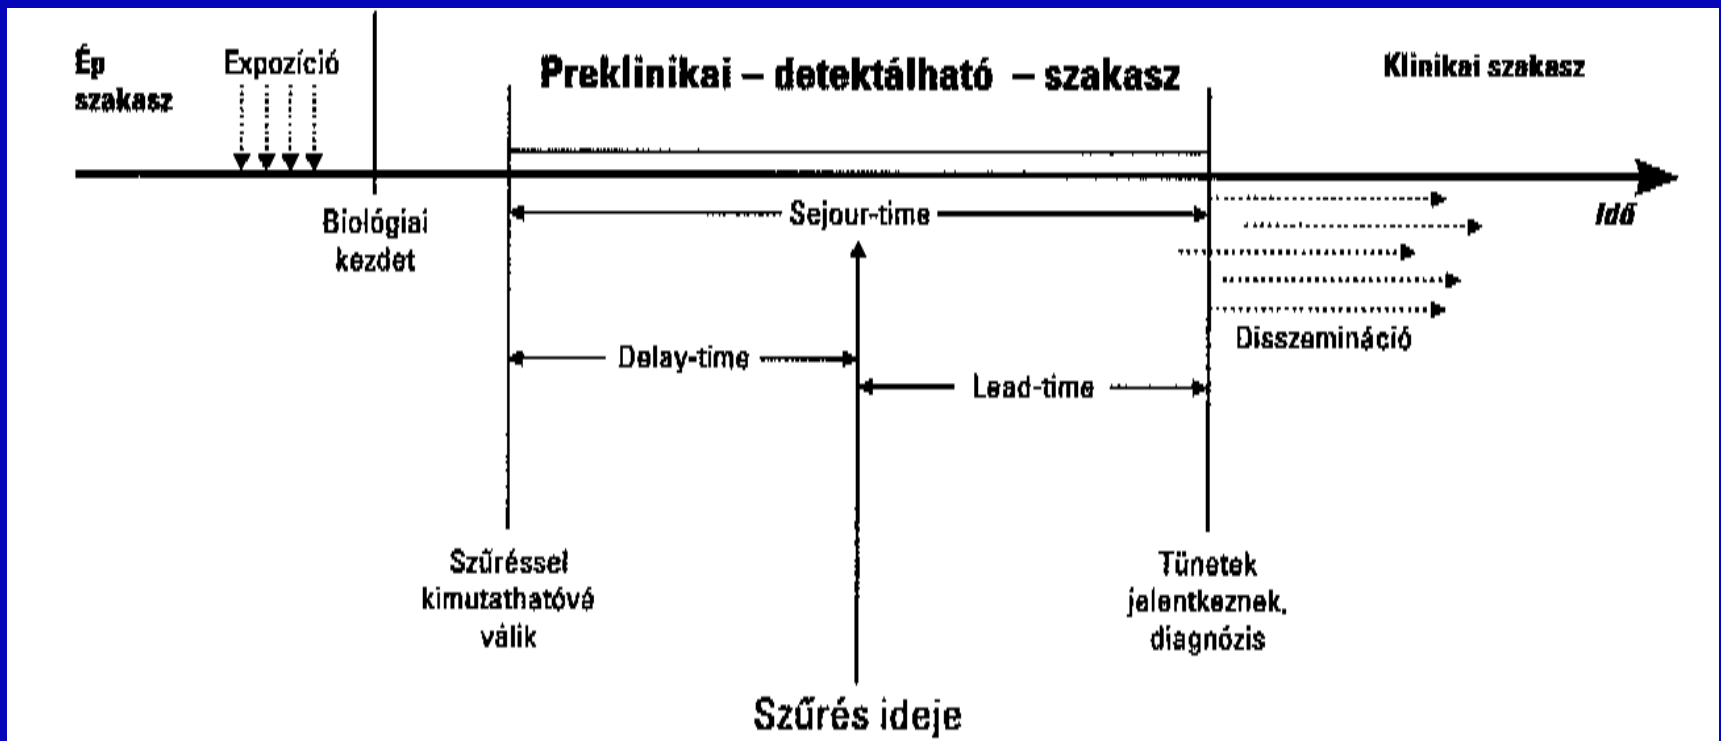 Ép
szakasz
Expozíció
Preklinikai – detektálható – szakasz
Klinikai szakasz
Biológiai
kezdet
Sejour-time
Idő
Delay-time
Lead-time
Disszemináció
Szűréssel
kimutathatóvá
válik
Tünetek
jelentkeznek,
diagnózis
Szűrés ideje